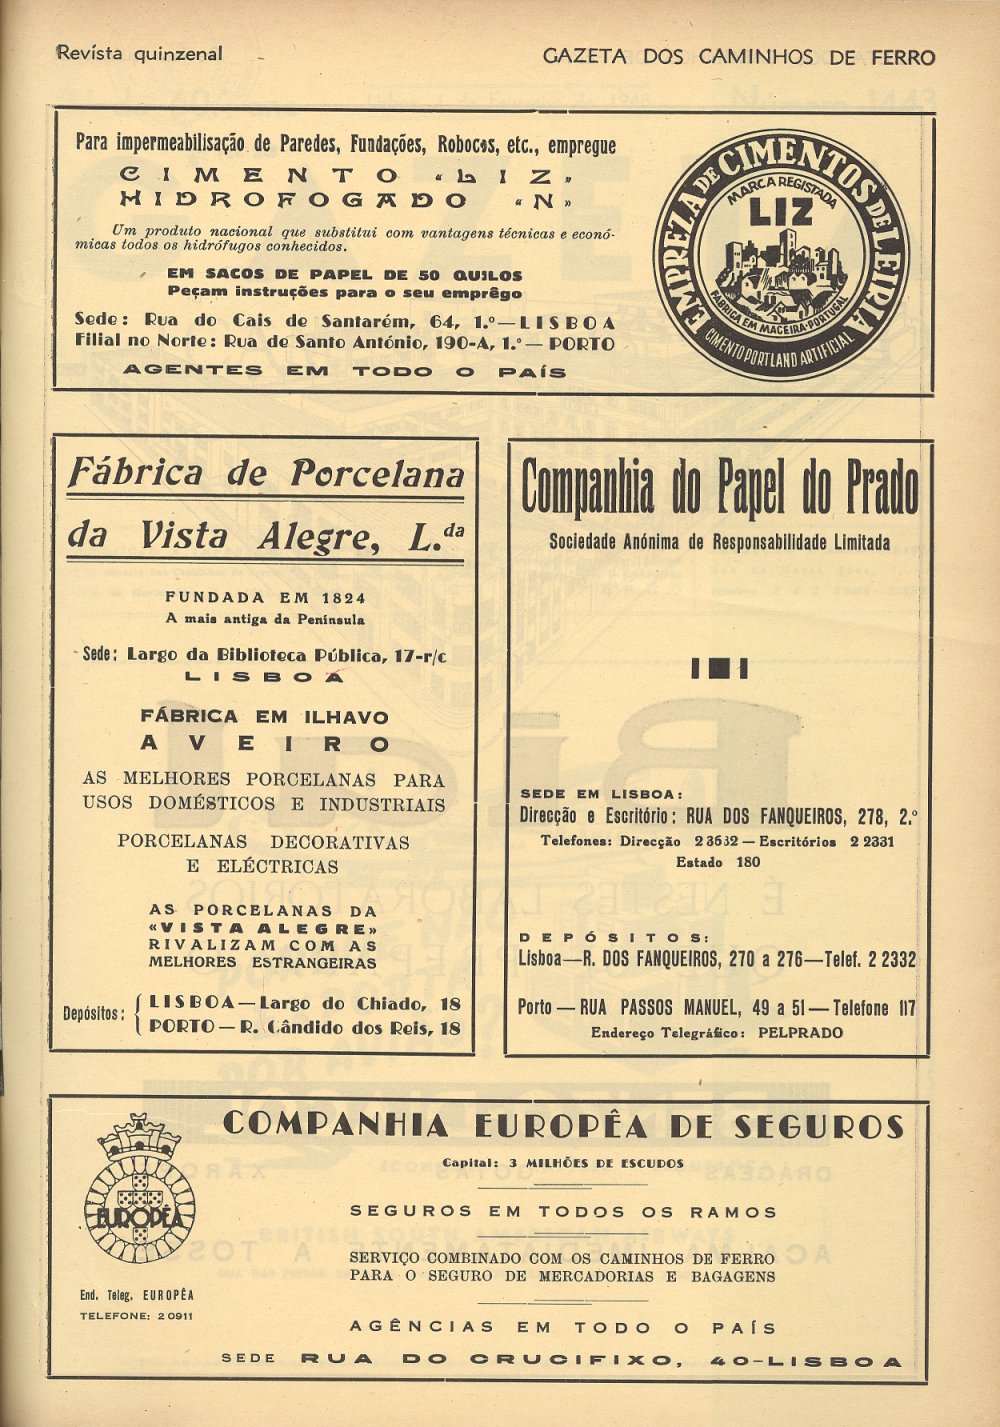 Revista quinzenal
GAZETA DOS CAMINHOS DE FERRO
Para impermeabilisação de Paredes, Fundações, Robocos, etc., empregue
CIMENTO «LIZ»
HIDROFOGADO «N»
Um produto nacional que substitui com vantagens técnicas e econó-
micas todos os hidrófugos conhecidos.
EM SACOS DE PAPEL DE 50 QUILOS
Peçam instruções para o seu emprêgo
Sede: Rua do Cais de Santarém, 64, 1.º—LISBOA
Filial no Norte: Rua de Santo António, 190-A, 1.º — PORTO
AGENTES EM TODO O PAÍS
EMPREZA DE CIMENTOS DE LEIRIA
MARCA REGISTADA
LIZ
FABRICA EM MACEIRA-PORTUGAL
CIMENTO PORTLAND ARTIFICIAL
Fábrica de Porcelana
da Vista Alegre, L.da
FUNDADA EM 1824
A mais antiga da Península
Sede: Largo da Biblioteca Pública, 17-r/c
LISBOA
FÁBRICA EM ILHAVO
AVEIRO
AS MELHORES PORCELANAS PARA
USOS DOMÉSTICOS E INDUSTRIAIS
PORCELANAS DECORATIVAS
E ELÉCTRICAS
AS PORCELANAS DA
«VISTA ALEGRE»
RIVALIZAM COM AS
MELHORES ESTRANGEIRAS
Depósitos: { LISBOA—Largo do Chiado, 18
PORTO—R. Cândido dos Reis, 18
Companhia do Papel do Prado
Sociedade Anónima de Responsabilidade Limitada
SEDE EM LISBOA:
Direcção e Escritório: RUA DOS FANQUEIROS, 278, 2.º
Telefones: Direcção 2 3632 — Escritórios 2 2331
Estado 180
DEPÓSITOS:
Lisboa—R. DOS FANQUEIROS, 270 a 276—Telef. 2 2332
Porto — RUA PASSOS MANUEL, 49 a 51 — Telefone 117
Endereço Telegráfico: PELPRADO
COMPANHIA EUROPÊA DE SEGUROS
Capital: 3 MILHÕES DE ESCUDOS
SEGUROS EM TODOS OS RAMOS
SERVIÇO COMBINADO COM OS CAMINHOS DE FERRO
PARA O SEGURO DE MERCADORIAS E BAGAGENS
AGÊNCIAS EM TODO O PAÍS
SEDE RUA DO CRUCIFIXO, 40-LISBOA
EUROPÊA
End. Teleg. EUROPÊA
TELEFONE: 2 0911